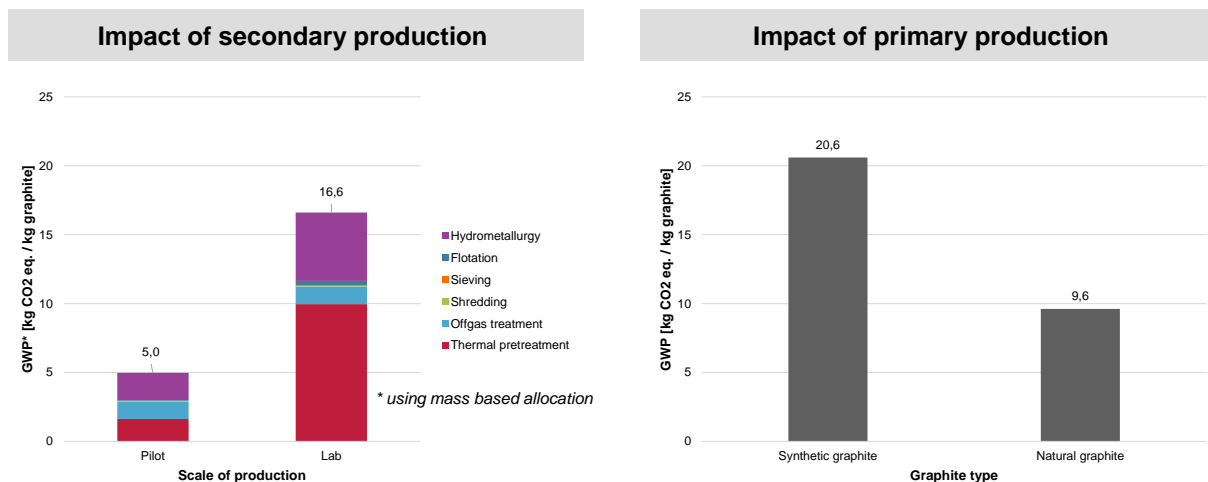 Impact of secondary production
25
20
15
10
5
0
GWP* [kg CO2 eq. / kg graphite]
5,0
16,6
Pilot
Lab
Scale of production
Hydrometallurgy
Flotation
Sieving
Shredding
Offgas treatment
Thermal pretreatment
* using mass based allocation
Impact of primary production
25
20
15
10
5
0
GWP [kg CO2 eq. / kg graphite]
20,6
9,6
Synthetic graphite
Natural graphite
Graphite type